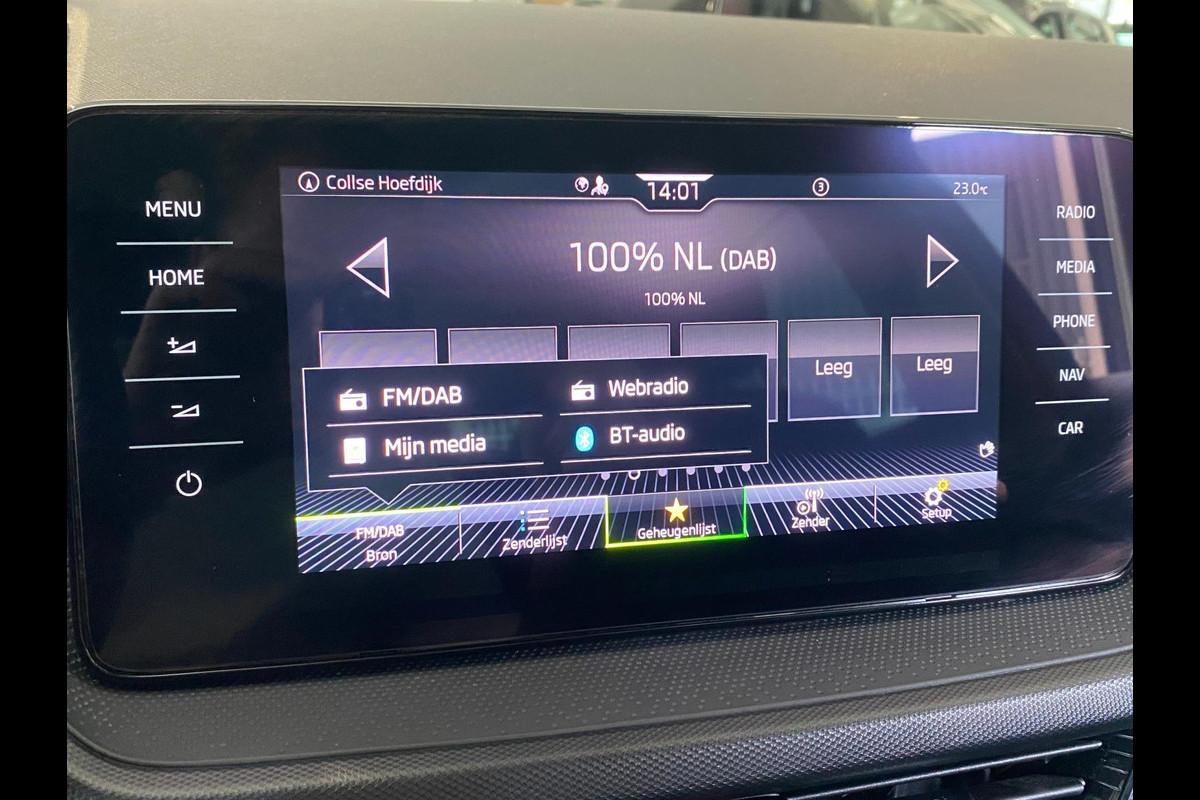 Collse Hoefdijk
14:01
3
23.0°C
MENU
HOME
RADIO
MEDIA
PHONE
NAV
CAR
100% NL (DAB)
100% NL
Leeg
Leeg
FM/DAB
Webradio
Mijn media
BT-audio
FM/DAB
Bron
Zenderlijst
Geheugenlijst
Zender
Setup